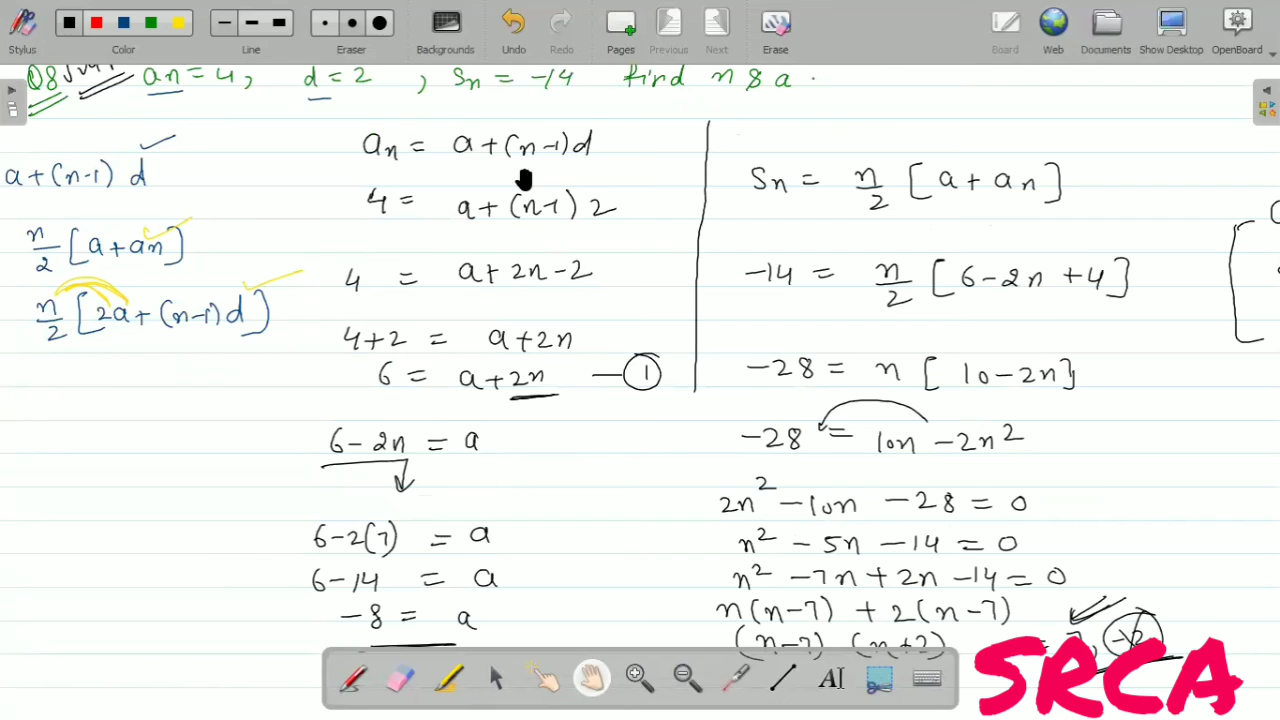 Stylus Color Line Eraser Backgrounds Undo Redo Pages Previous Next Erase Board Web Documents Show Desktop OpenBoard
Q8 an = 4, d = 2 , Sn = -14 find n & a .
a+(n-1) d
n/2 [a+an]
n/2 [2a+(n-1)d]
an = a+(n-1)d
4 = a+(n-1) 2
4 = a+2n-2
4+2 = a+2n
6 = a+2n — 1
6-2n = a
6-2(7) = a
6-14 = a
-8 = a
Sn = n/2 [a+an]
-14 = n/2 [6-2n+4]
-28 = n [10-2n]
-28 = 10n -2n²
2n² -10n -28 = 0
n² - 5n -14 = 0
n² -7n+2n -14 = 0
n(n-7) + 2(n-7)
(n-7) (n+2) = 7, -2
SRCA